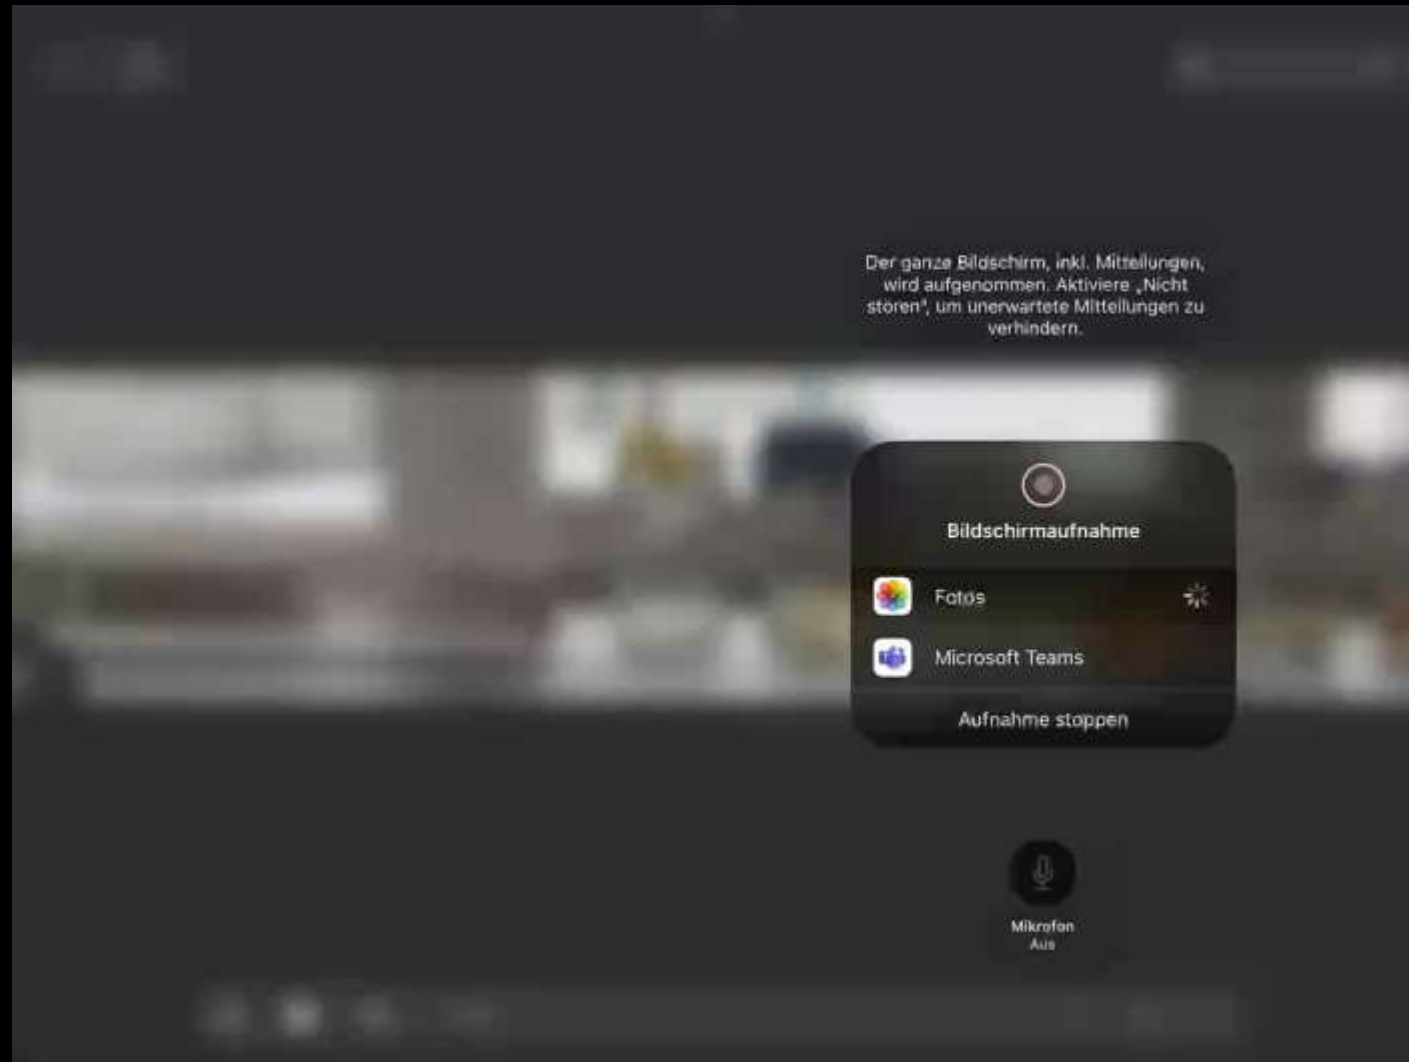 Der ganze Bildschirm, inkl. Mitteilungen,
wird aufgenommen. Aktiviere „Nicht
stören“, um unerwartete Mitteilungen zu
verhindern.
Bildschirmaufnahme
Fotos
Microsoft Teams
Aufnahme stoppen
Mikrofon
Aus